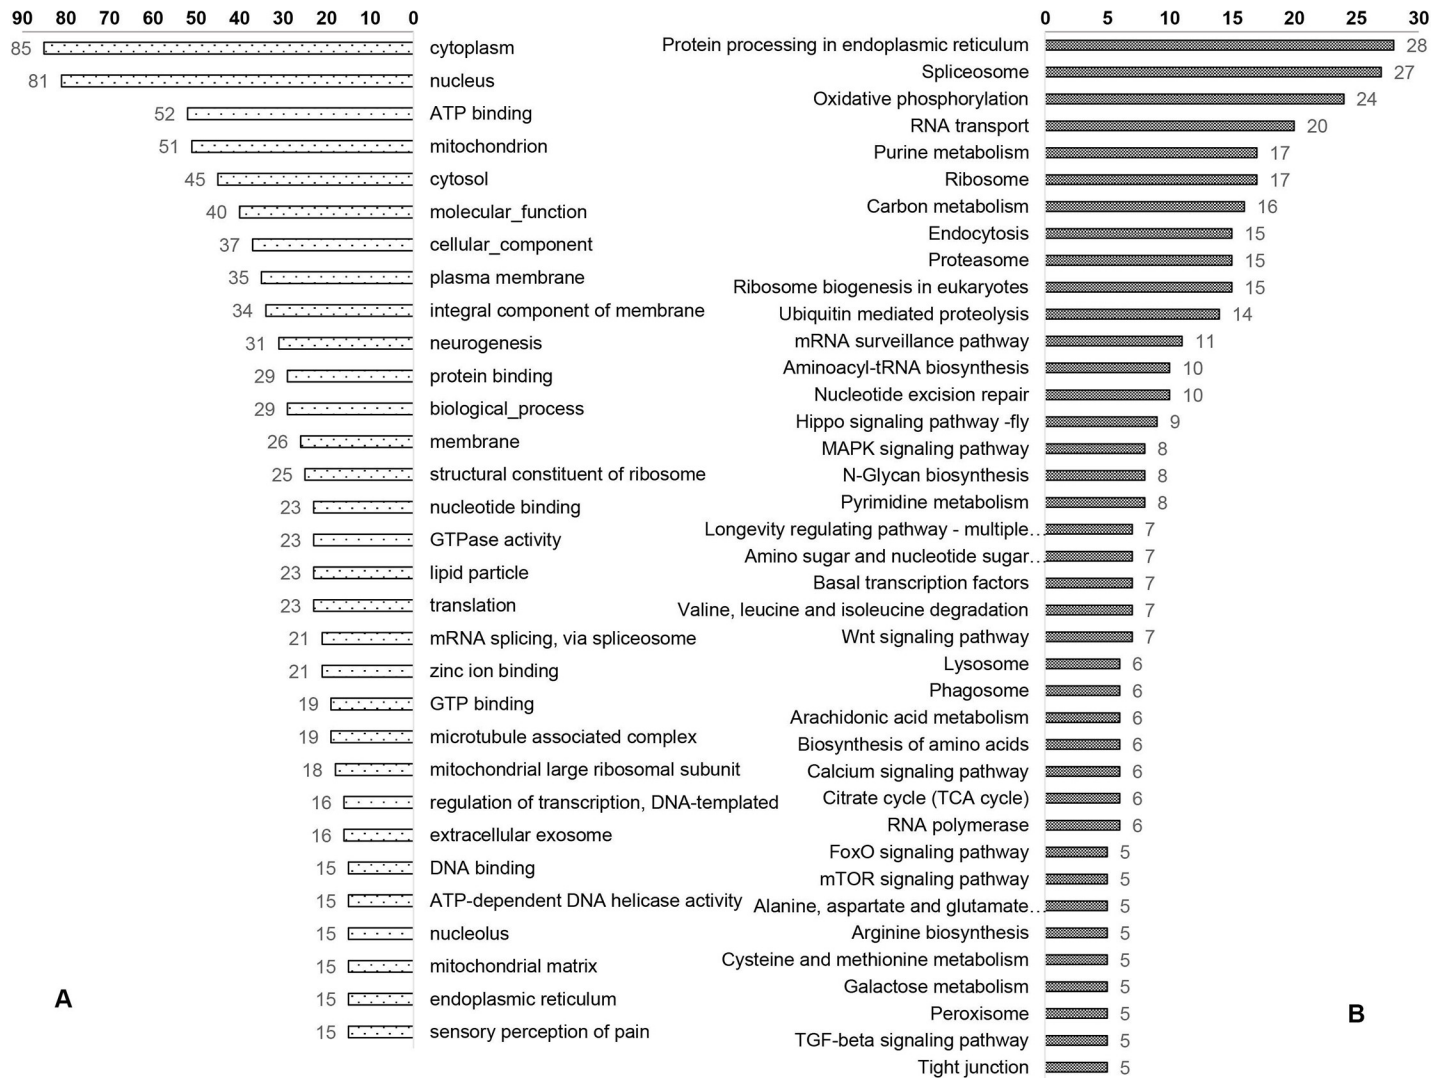 90 80 70 60 50 40 30 20 10 0
85 cytoplasm
81 nucleus
52 ATP binding
51 mitochondrion
45 cytosol
40 molecular_function
37 cellular_component
35 plasma membrane
34 integral component of membrane
31 neurogenesis
29 protein binding
29 biological_process
26 membrane
25 structural constituent of ribosome
23 nucleotide binding
23 GTPase activity
23 lipid particle
23 translation
21 mRNA splicing, via spliceosome
21 zinc ion binding
19 GTP binding
19 microtubule associated complex
18 mitochondrial large ribosomal subunit
16 regulation of transcription, DNA-templated
16 extracellular exosome
15 DNA binding
15 ATP-dependent DNA helicase activity
15 nucleolus
15 mitochondrial matrix
15 endoplasmic reticulum
15 sensory perception of pain
A
0 5 10 15 20 25 30
Protein processing in endoplasmic reticulum 28
Spliceosome 27
Oxidative phosphorylation 24
RNA transport 20
Purine metabolism 17
Ribosome 17
Carbon metabolism 16
Endocytosis 15
Proteasome 15
Ribosome biogenesis in eukaryotes 15
Ubiquitin mediated proteolysis 14
mRNA surveillance pathway 11
Aminoacyl-tRNA biosynthesis 10
Nucleotide excision repair 10
Hippo signaling pathway -fly 9
MAPK signaling pathway 8
N-Glycan biosynthesis 8
Pyrimidine metabolism 8
Longevity regulating pathway - multiple… 7
Amino sugar and nucleotide sugar… 7
Basal transcription factors 7
Valine, leucine and isoleucine degradation 7
Wnt signaling pathway 7
Lysosome 6
Phagosome 6
Arachidonic acid metabolism 6
Biosynthesis of amino acids 6
Calcium signaling pathway 6
Citrate cycle (TCA cycle) 6
RNA polymerase 6
FoxO signaling pathway 5
mTOR signaling pathway 5
Alanine, aspartate and glutamate… 5
Arginine biosynthesis 5
Cysteine and methionine metabolism 5
Galactose metabolism 5
Peroxisome 5
TGF-beta signaling pathway 5
Tight junction 5
B